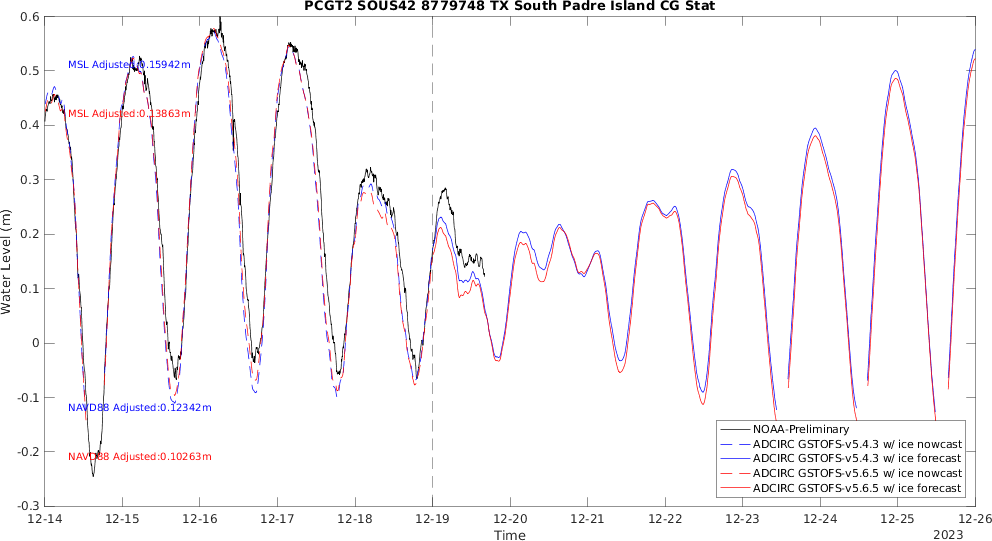 PCGT2 SOUS42 8779748 TX South Padre Island CG Stat
0.6
0.5
0.4
0.3
0.2
0.1
0
-0.1
-0.2
-0.3
Water Level (m)
MSL Adjusted:0.15942m
MSL Adjusted:0.13863m
NAVD88 Adjusted:0.12342m
NAVD88 Adjusted:0.10263m
NOAA-Preliminary
ADCIRC GSTOFS-v5.4.3 w/ ice nowcast
ADCIRC GSTOFS-v5.4.3 w/ ice forecast
ADCIRC GSTOFS-v5.6.5 w/ ice nowcast
ADCIRC GSTOFS-v5.6.5 w/ ice forecast
12-14 12-15 12-16 12-17 12-18 12-19 12-20 12-21 12-22 12-23 12-24 12-25 12-26
Time
2023